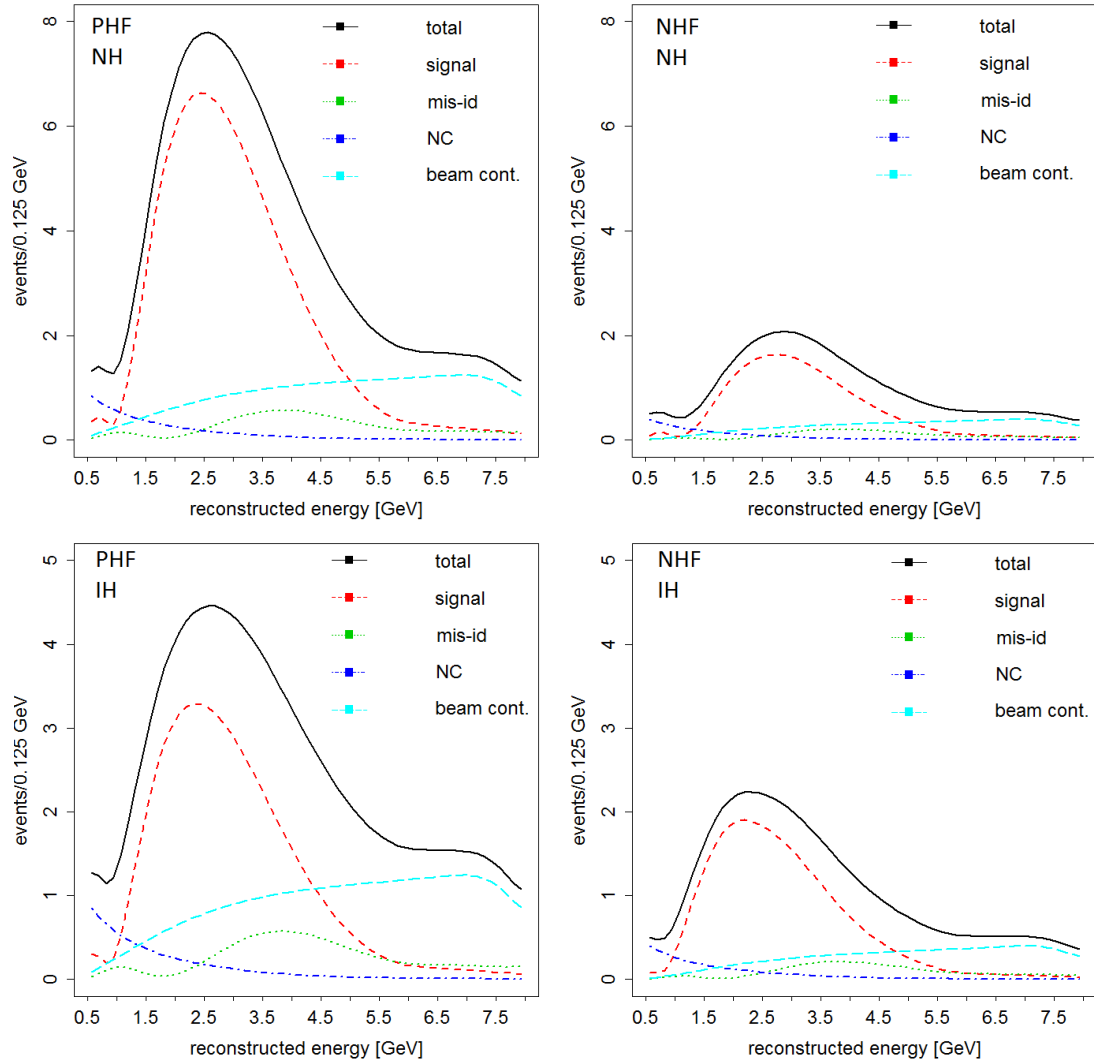 PHF
NH
total
signal
mis-id
NC
beam cont.
8
6
4
2
0
events/0.125 GeV
0.5 1.5 2.5 3.5 4.5 5.5 6.5 7.5
reconstructed energy [GeV]
NHF
NH
total
signal
mis-id
NC
beam cont.
8
6
4
2
0
events/0.125 GeV
0.5 1.5 2.5 3.5 4.5 5.5 6.5 7.5
reconstructed energy [GeV]
PHF
IH
total
signal
mis-id
NC
beam cont.
5
4
3
2
1
0
events/0.125 GeV
0.5 1.5 2.5 3.5 4.5 5.5 6.5 7.5
reconstructed energy [GeV]
NHF
IH
total
signal
mis-id
NC
beam cont.
5
4
3
2
1
0
events/0.125 GeV
0.5 1.5 2.5 3.5 4.5 5.5 6.5 7.5
reconstructed energy [GeV]